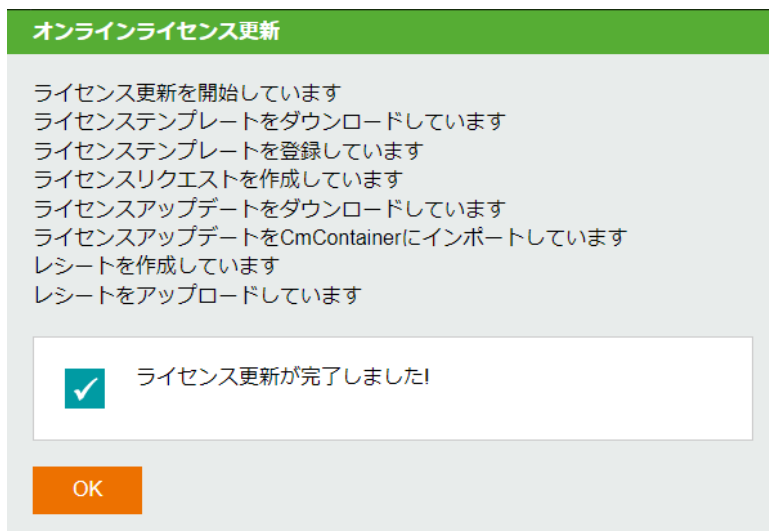 オンラインライセンス更新
ライセンス更新を開始しています
ライセンステンプレートをダウンロードしています
ライセンステンプレートを登録しています
ライセンスリクエストを作成しています
ライセンスアップデートをダウンロードしています
ライセンスアップデートをCmContainerにインポートしています
レシートを作成しています
レシートをアップロードしています
ライセンス更新が完了しました!
OK